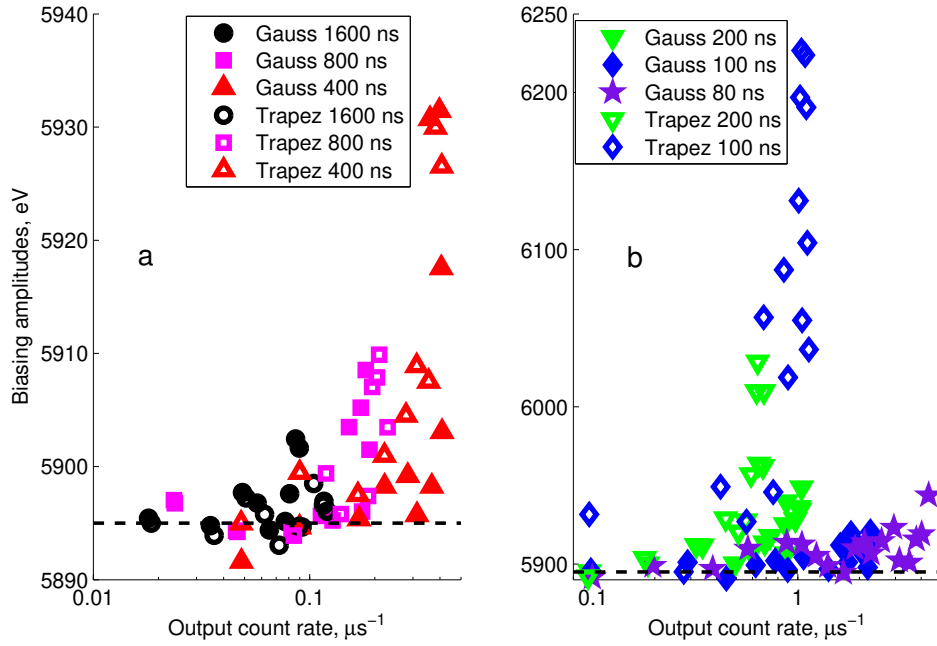 5940
5930
5920
5910
5900
5890
0.01
0.1
Biasing amplitudes, eV
Output count rate, μs⁻¹
a
Gauss 1600 ns
Gauss 800 ns
Gauss 400 ns
Trapez 1600 ns
Trapez 800 ns
Trapez 400 ns
6250
6200
6100
6000
5900
0.1
1
Output count rate, μs⁻¹
b
Gauss 200 ns
Gauss 100 ns
Gauss 80 ns
Trapez 200 ns
Trapez 100 ns